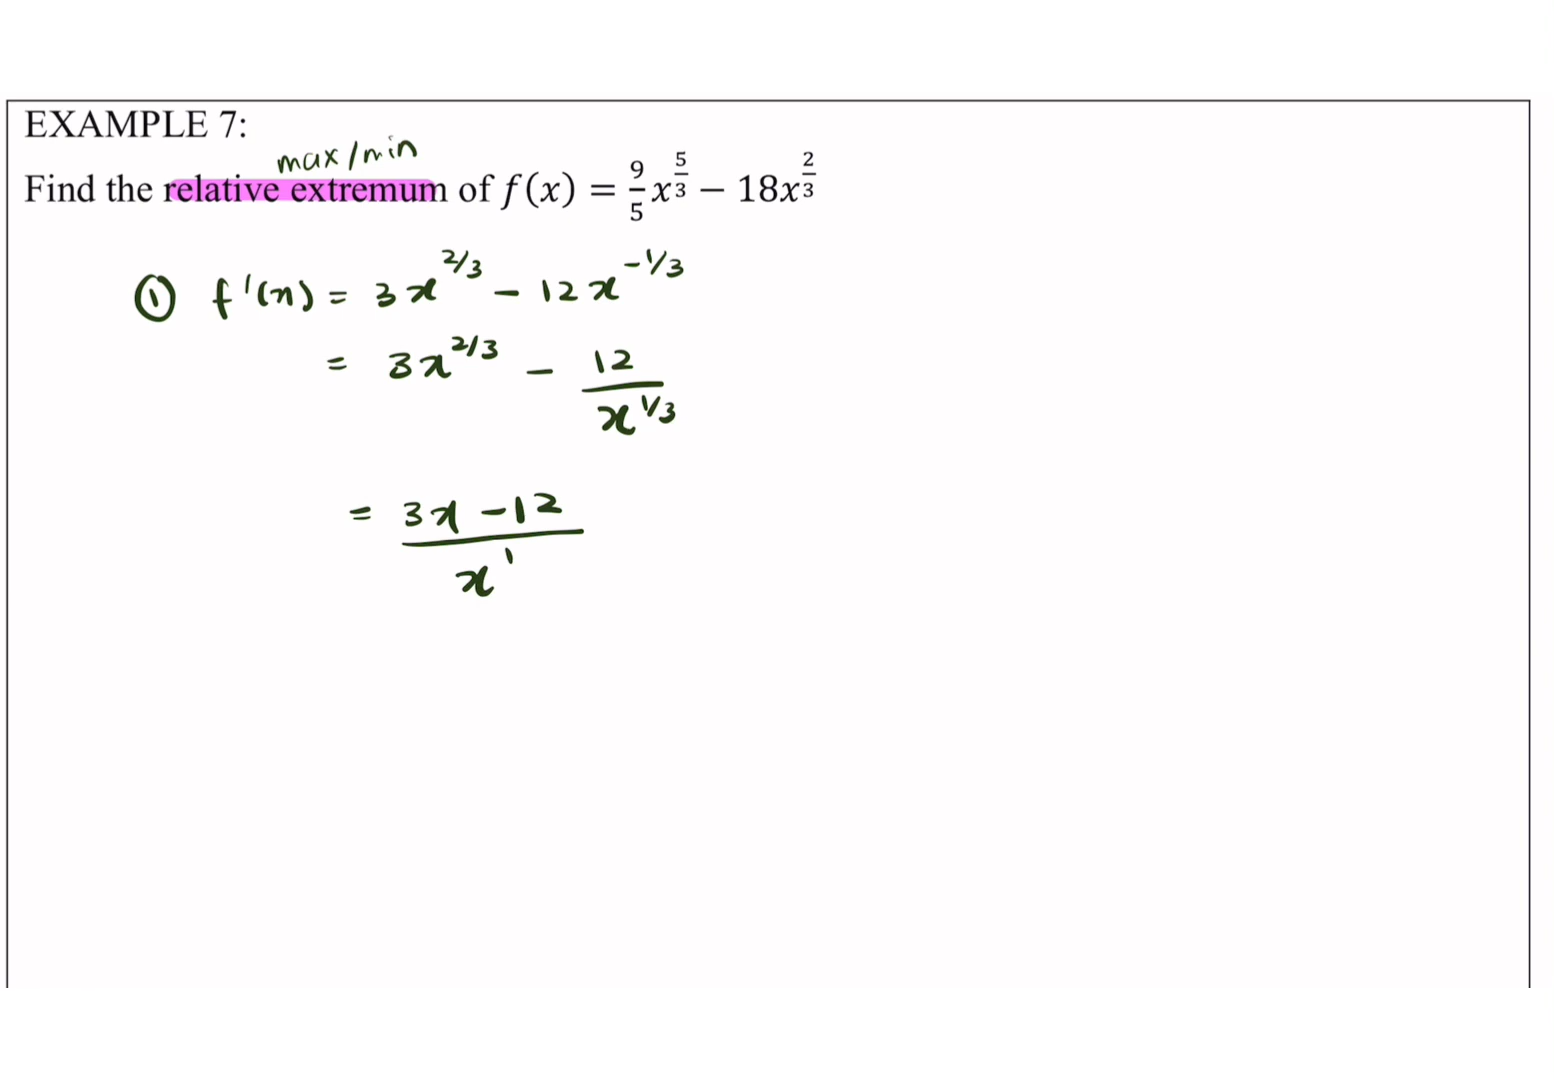 EXAMPLE 7:
max/min
Find the relative extremum of f(x) = 9/5 x^(5/3) − 18x^(2/3)
① f'(x) = 3x^(2/3) − 12x^(−1/3)
= 3x^(2/3) − 12/x^(1/3)
= (3x − 12)/x^1